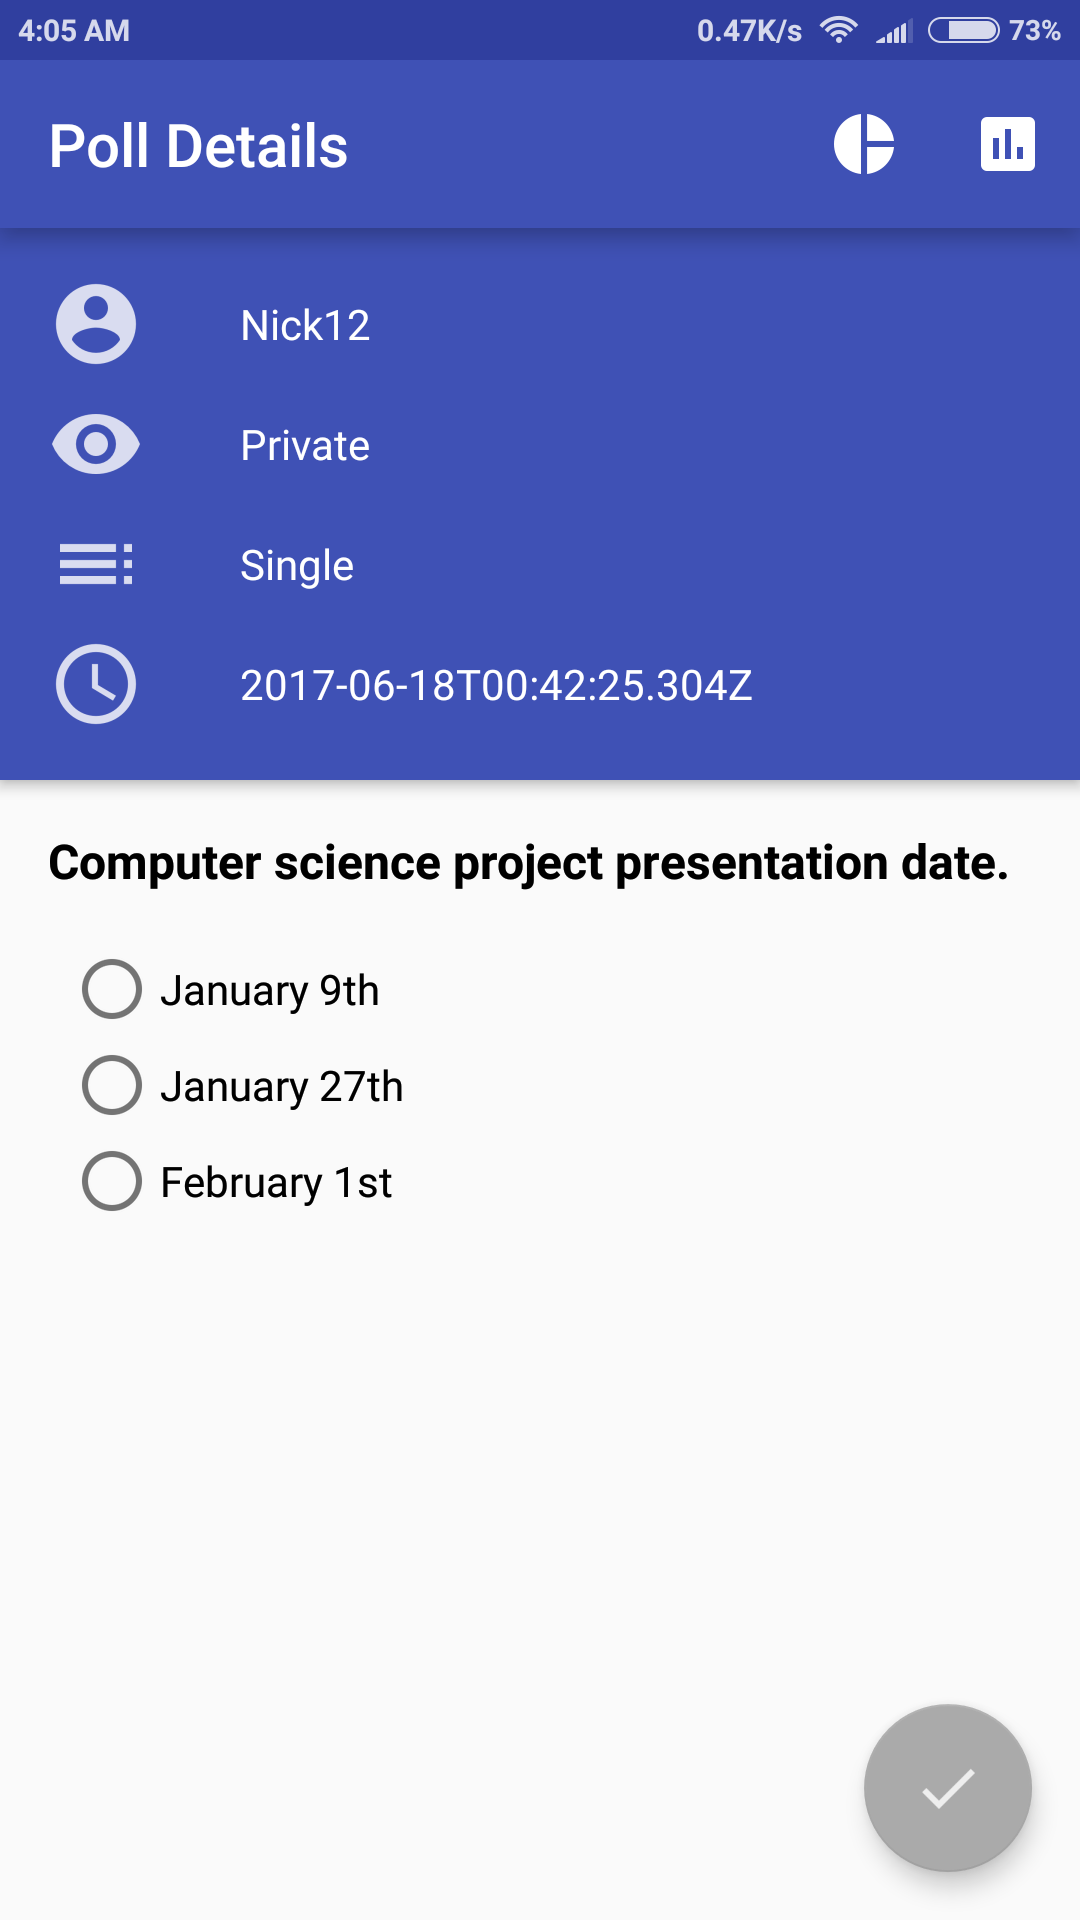 4:05 AM 0.47K/s 73%
Poll Details
Nick12
Private
Single
2017-06-18T00:42:25.304Z
Computer science project presentation date.
January 9th
January 27th
February 1st